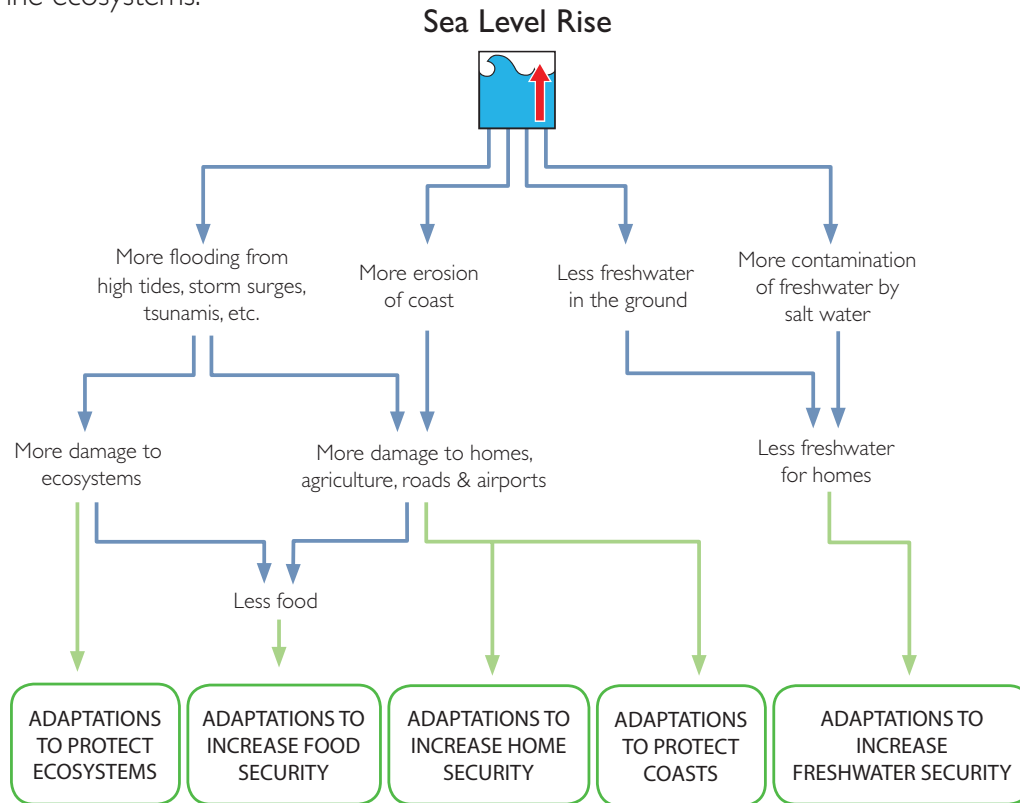 ine ecosystems.
Sea Level Rise
More flooding from
high tides, storm surges,
tsunamis, etc.
More erosion
of coast
Less freshwater
in the ground
More contamination
of freshwater by
salt water
More damage to
ecosystems
More damage to homes,
agriculture, roads & airports
Less freshwater
for homes
Less food
ADAPTATIONS
TO PROTECT
ECOSYSTEMS
ADAPTATIONS TO
INCREASE FOOD
SECURITY
ADAPTATIONS TO
INCREASE HOME
SECURITY
ADAPTATIONS
TO PROTECT
COASTS
ADAPTATIONS TO
INCREASE
FRESHWATER SECURITY